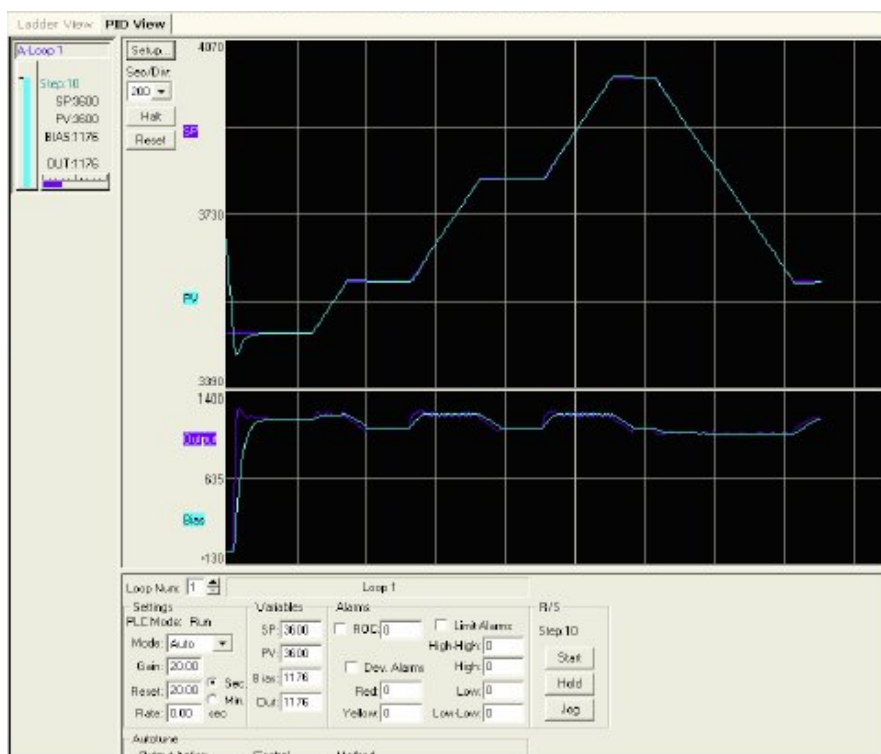 Ladder View PID View
A-Loop 1
Step:10
SP:3600
PV:3600
BIAS:1176
OUT:1176
Setup...
Sec/Div:
200
Halt
Reset
4070
SP
3730
PV
3390
1400
Output
635
Bias
-130
Loop Num: 1
Loop 1
Settings
PLC Mode: Run
Mode: Auto
Gain: 20.00
Reset: 20.00
Sec.
Min.
Rate: 0.00 sec
Variables
SP: 3600
PV: 3600
Bias: 1176
Out: 1176
Alarms
ROC: 0
Dev. Alarms
Red: 0
Yellow: 0
Limit Alarms
High-High: 0
High: 0
Low: 0
Low-Low: 0
R/S
Step:10
Start
Hold
Jog
Autotune